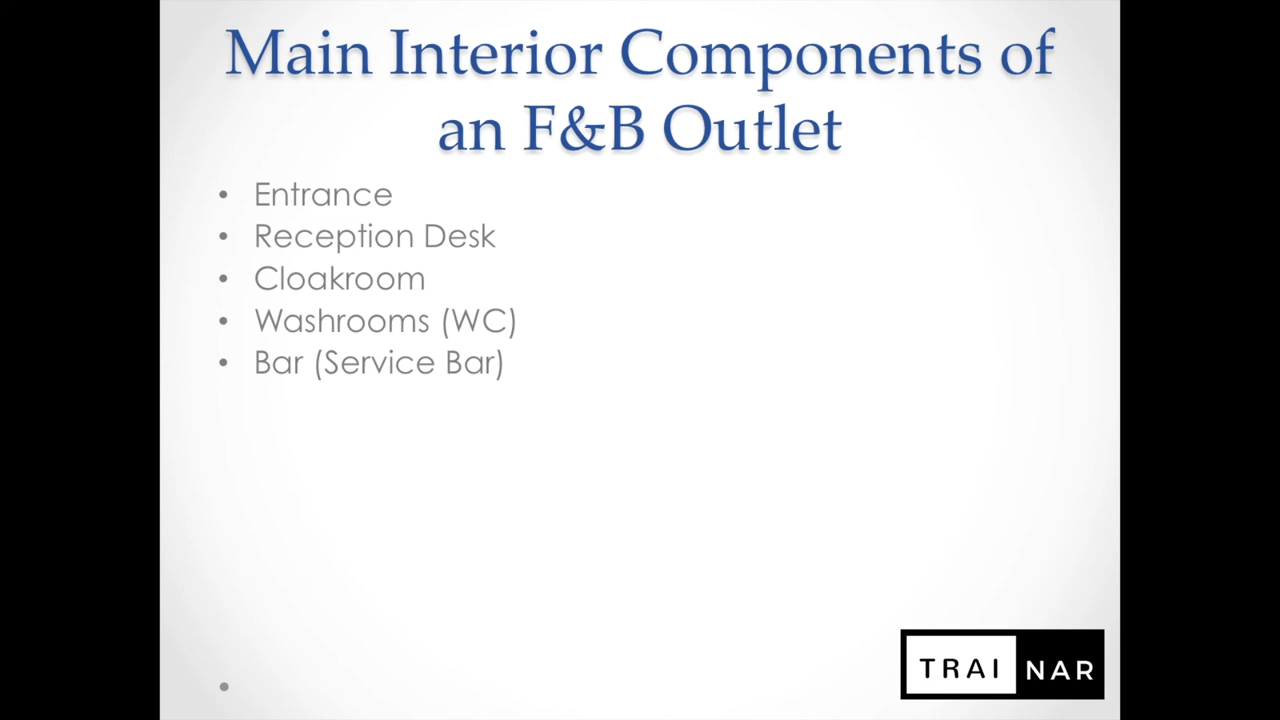 Main Interior Components of
an F&B Outlet
• Entrance
• Reception Desk
• Cloakroom
• Washrooms (WC)
• Bar (Service Bar)
•
TRAI NAR